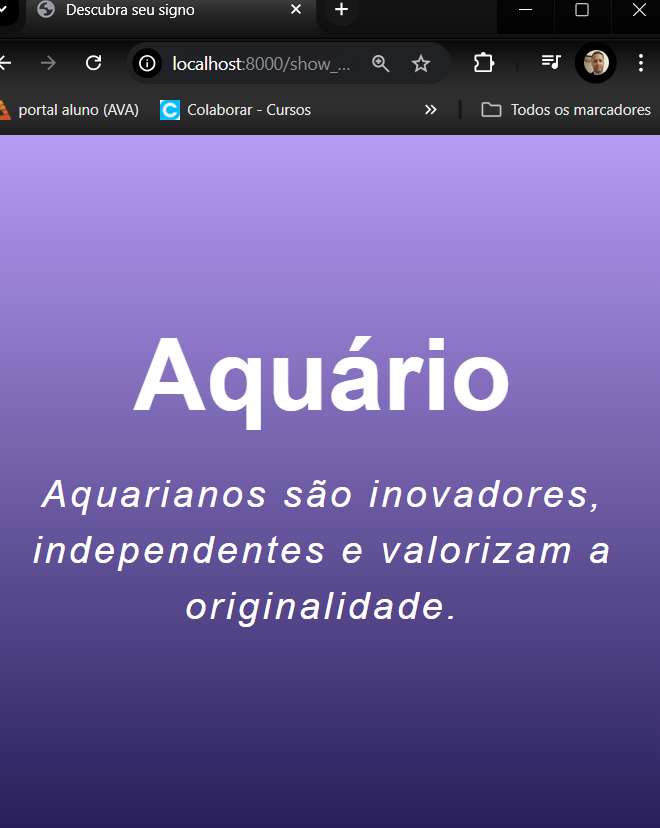 Descubra seu signo
localhost:8000/show_...
portal aluno (AVA) Colaborar - Cursos » Todos os marcadores
Aquário
Aquarianos são inovadores,
independentes e valorizam a
originalidade.